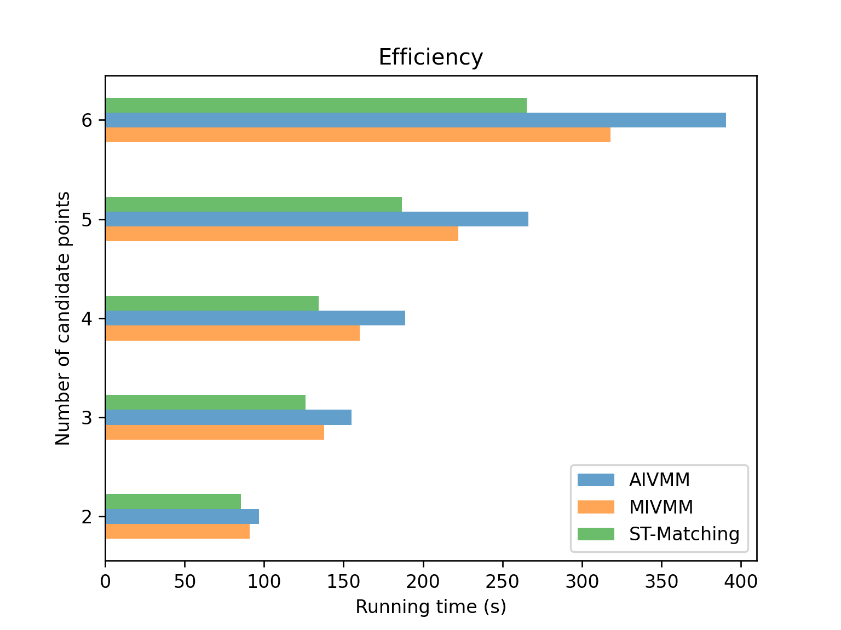 Efficiency
Number of candidate points
6
5
4
3
2
AIVMM
MIVMM
ST-Matching
0 50 100 150 200 250 300 350 400
Running time (s)